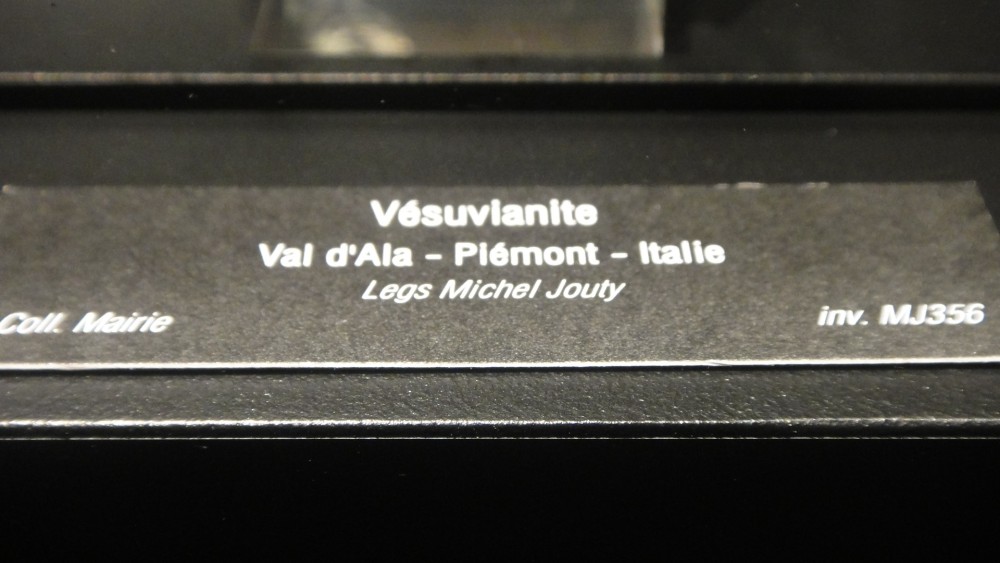 Vésuvianite
Val d'Ala - Piémont - Italie
Legs Michel Jouty
Coll. Mairie inv. MJ356